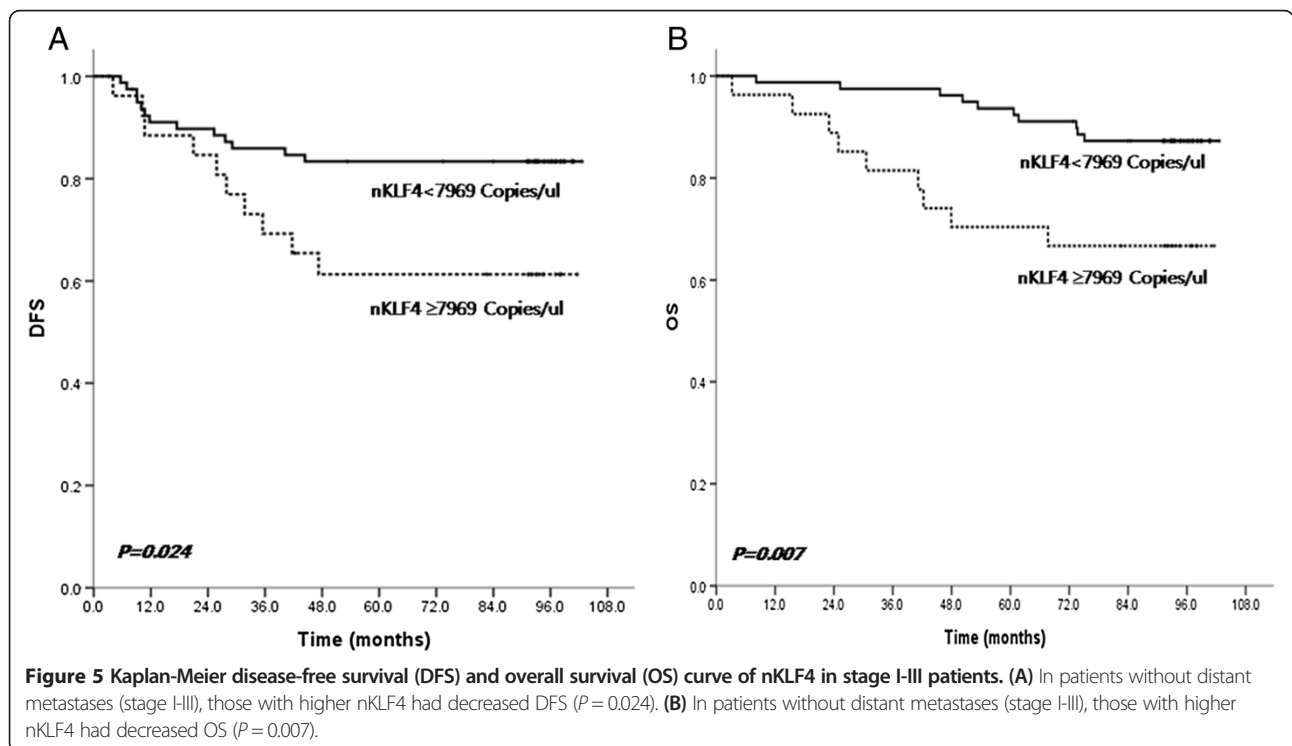 A
1.0
0.8
0.6
0.4
0.2
0.0
DFS
nKLF4<7969 Copies/ul
nKLF4 ≥7969 Copies/ul
P=0.024
0.0 12.0 24.0 36.0 48.0 60.0 72.0 84.0 96.0 108.0
Time (months)
B
1.0
0.8
0.6
0.4
0.2
0.0
OS
nKLF4<7969 Copies/ul
nKLF4 ≥7969 Copies/ul
P=0.007
0.0 12.0 24.0 36.0 48.0 60.0 72.0 84.0 96.0 108.0
Time (months)
Figure 5 Kaplan-Meier disease-free survival (DFS) and overall survival (OS) curve of nKLF4 in stage I-III patients. (A) In patients without distant
metastases (stage I-III), those with higher nKLF4 had decreased DFS (P = 0.024). (B) In patients without distant metastases (stage I-III), those with higher
nKLF4 had decreased OS (P = 0.007).